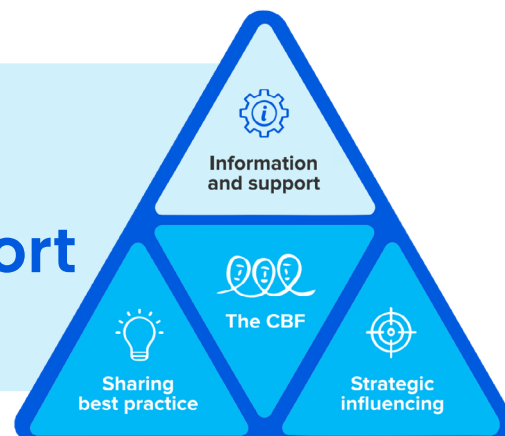 Information
and support
ort
The CBF
Sharing
best practice
Strategic
influencing